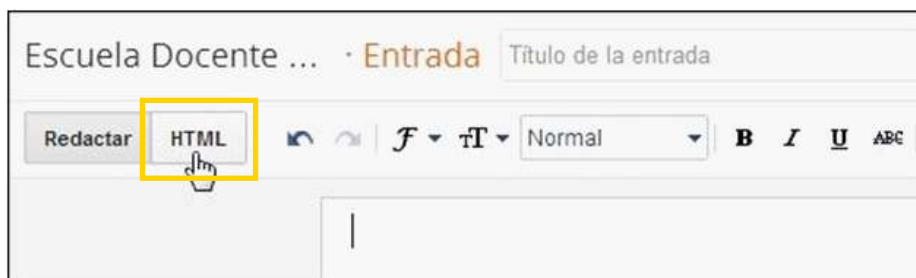 Escuela Docente ... · Entrada Título de la entrada
Redactar HTML F T Normal B I U ABC